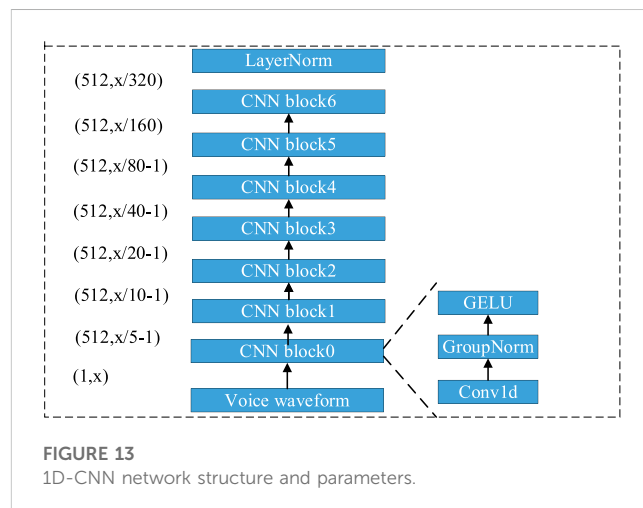 LayerNorm
(512,x/320)
CNN block6
(512,x/160)
CNN block5
(512,x/80-1)
CNN block4
(512,x/40-1)
CNN block3
(512,x/20-1)
CNN block2
(512,x/10-1)
CNN block1
(512,x/5-1)
CNN block0
(1,x)
Voice waveform
GELU
GroupNorm
Conv1d
FIGURE 13
1D-CNN network structure and parameters.